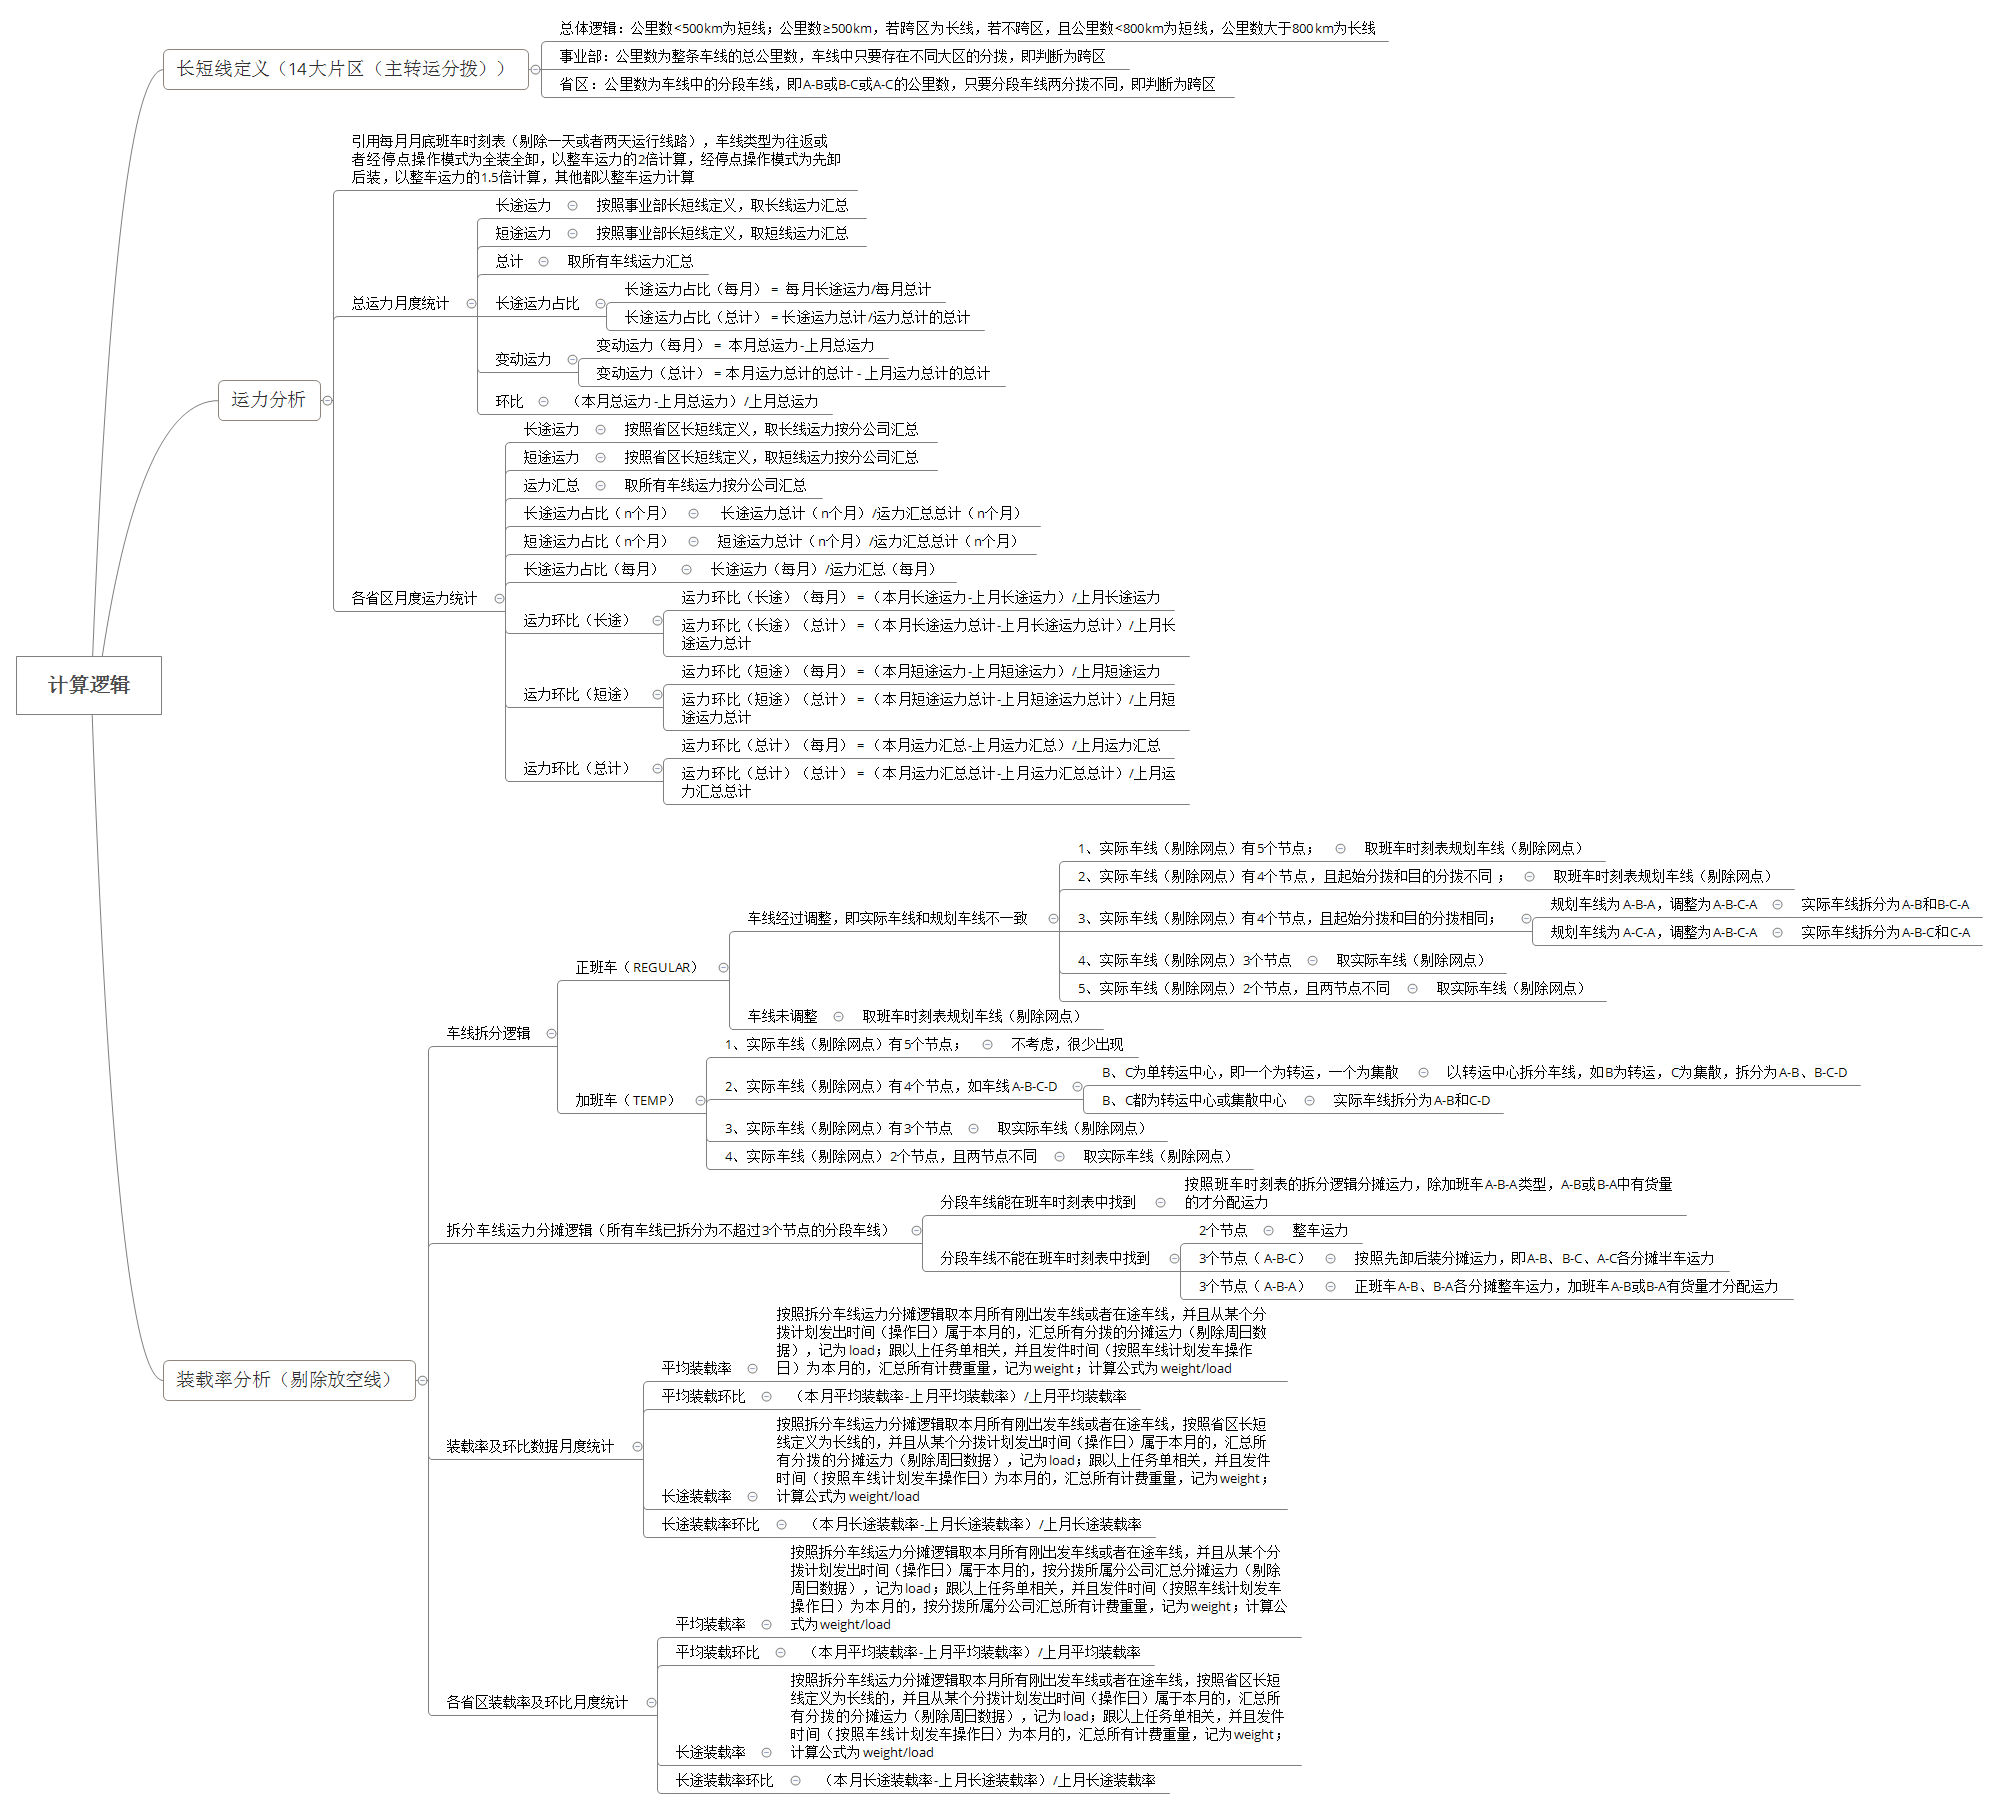 计算逻辑
长短线定义（14大片区（主转运分拨））
总体逻辑：公里数<500km为短线；公里数≥500km，若跨区为长线，若不跨区，且公里数<800km为短线，公里数大于800km为长线
事业部：公里数为整条车线的总公里数，车线中只要存在不同大区的分拨，即判断为跨区
省区：公里数为车线中的分段车线，即A-B或B-C或A-C的公里数，只要分段车线两分拨不同，即判断为跨区
运力分析
引用每月月底班车时刻表（剔除一天或者两天运行线路），车线类型为往返或
者经停点操作模式为全装全卸，以整车运力的2倍计算，经停点操作模式为先卸
后装，以整车运力的1.5倍计算，其他都以整车运力计算
总运力月度统计
长途运力 按照事业部长短线定义，取长线运力汇总
短途运力 按照事业部长短线定义，取短线运力汇总
总计 取所有车线运力汇总
长途运力占比
长途运力占比（每月） = 每月长途运力/每月总计
长途运力占比（总计） = 长途运力总计/运力总计的总计
变动运力
变动运力（每月） = 本月总运力-上月总运力
变动运力（总计） = 本月运力总计的总计 - 上月运力总计的总计
环比 （本月总运力-上月总运力）/上月总运力
各省区月度运力统计
长途运力 按照省区长短线定义，取长线运力按分公司汇总
短途运力 按照省区长短线定义，取短线运力按分公司汇总
运力汇总 取所有车线运力按分公司汇总
长途运力占比（n个月） 长途运力总计（n个月）/运力汇总总计（n个月）
短途运力占比（n个月） 短途运力总计（n个月）/运力汇总总计（n个月）
长途运力占比（每月） 长途运力（每月）/运力汇总（每月）
运力环比（长途）
运力环比（长途）（每月） = （本月长途运力-上月长途运力）/上月长途运力
运力环比（长途）（总计） = （本月长途运力总计-上月长途运力总计）/上月长
途运力总计
运力环比（短途）
运力环比（短途）（每月） = （本月短途运力-上月短途运力）/上月短途运力
运力环比（短途）（总计） = （本月短途运力总计-上月短途运力总计）/上月短
途运力总计
运力环比（总计）
运力环比（总计）（每月） = （本月运力汇总-上月运力汇总）/上月运力汇总
运力环比（总计）（总计） = （本月运力汇总总计-上月运力汇总总计）/上月运
力汇总总计
装载率分析（剔除放空线）
车线拆分逻辑
正班车（REGULAR）
车线经过调整，即实际车线和规划车线不一致
1、实际车线（剔除网点）有5个节点； 取班车时刻表规划车线（剔除网点）
2、实际车线（剔除网点）有4个节点，且起始分拨和目的分拨不同； 取班车时刻表规划车线（剔除网点）
3、实际车线（剔除网点）有4个节点，且起始分拨和目的分拨相同；
规划车线为A-B-A，调整为A-B-C-A 实际车线拆分为A-B和B-C-A
规划车线为A-C-A，调整为A-B-C-A 实际车线拆分为A-B-C和C-A
4、实际车线（剔除网点）3个节点 取实际车线（剔除网点）
5、实际车线（剔除网点）2个节点，且两节点不同 取实际车线（剔除网点）
车线未调整 取班车时刻表规划车线（剔除网点）
加班车（TEMP）
1、实际车线（剔除网点）有5个节点； 不考虑，很少出现
2、实际车线（剔除网点）有4个节点，如车线A-B-C-D
B、C为单转运中心，即一个为转运，一个为集散 以转运中心拆分车线，如B为转运，C为集散，拆分为A-B、B-C-D
B、C都为转运中心或集散中心 实际车线拆分为A-B和C-D
3、实际车线（剔除网点）有3个节点 取实际车线（剔除网点）
4、实际车线（剔除网点）2个节点，且两节点不同 取实际车线（剔除网点）
拆分车线运力分摊逻辑（所有车线已拆分为不超过3个节点的分段车线）
分段车线能在班车时刻表中找到
按照班车时刻表的拆分逻辑分摊运力，除加班车A-B-A类型，A-B或B-A中有货量
的才分配运力
分段车线不能在班车时刻表中找到
2个节点 整车运力
3个节点（A-B-C） 按照先卸后装分摊运力，即A-B、B-C、A-C各分摊半车运力
3个节点（A-B-A） 正班车A-B、B-A各分摊整车运力，加班车A-B或B-A有货量才分配运力
装载率及环比数据月度统计
平均装载率
按照拆分车线运力分摊逻辑取本月所有刚出发车线或者在途车线，并且从某个分
拨计划发出时间（操作日）属于本月的，汇总所有分拨的分摊运力（剔除周日数
据），记为load；跟以上任务单相关，并且发件时间（按照车线计划发车操作
日）为本月的，汇总所有计费重量，记为weight；计算公式为weight/load
平均装载环比 （本月平均装载率-上月平均装载率）/上月平均装载率
长途装载率
按照拆分车线运力分摊逻辑取本月所有刚出发车线或者在途车线，按照省区长短
线定义为长线的，并且从某个分拨计划发出时间（操作日）属于本月的，汇总所
有分拨的分摊运力（剔除周日数据），记为load；跟以上任务单相关，并且发件
时间（按照车线计划发车操作日）为本月的，汇总所有计费重量，记为weight；
计算公式为weight/load
长途装载率环比 （本月长途装载率-上月长途装载率）/上月长途装载率
各省区装载率及环比月度统计
平均装载率
按照拆分车线运力分摊逻辑取本月所有刚出发车线或者在途车线，并且从某个分
拨计划发出时间（操作日）属于本月的，按分拨所属分公司汇总分摊运力（剔除
周日数据），记为load；跟以上任务单相关，并且发件时间（按照车线计划发车
操作日）为本月的，按分拨所属分公司汇总所有计费重量，记为weight；计算公
式为weight/load
平均装载环比 （本月平均装载率-上月平均装载率）/上月平均装载率
长途装载率
按照拆分车线运力分摊逻辑取本月所有刚出发车线或者在途车线，按照省区长短
线定义为长线的，并且从某个分拨计划发出时间（操作日）属于本月的，汇总所
有分拨的分摊运力（剔除周日数据），记为load；跟以上任务单相关，并且发件
时间（按照车线计划发车操作日）为本月的，汇总所有计费重量，记为weight；
计算公式为weight/load
长途装载率环比 （本月长途装载率-上月长途装载率）/上月长途装载率